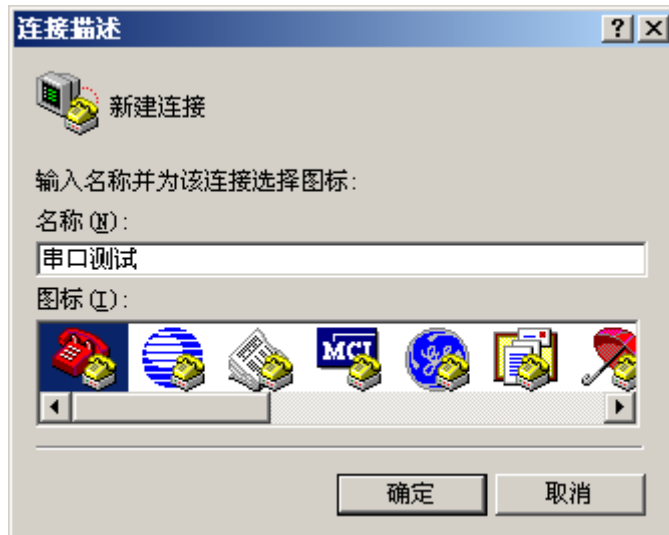 连接描述
新建连接
输入名称并为该连接选择图标:
名称(N):
串口测试
图标(I):
MCI
确定 取消